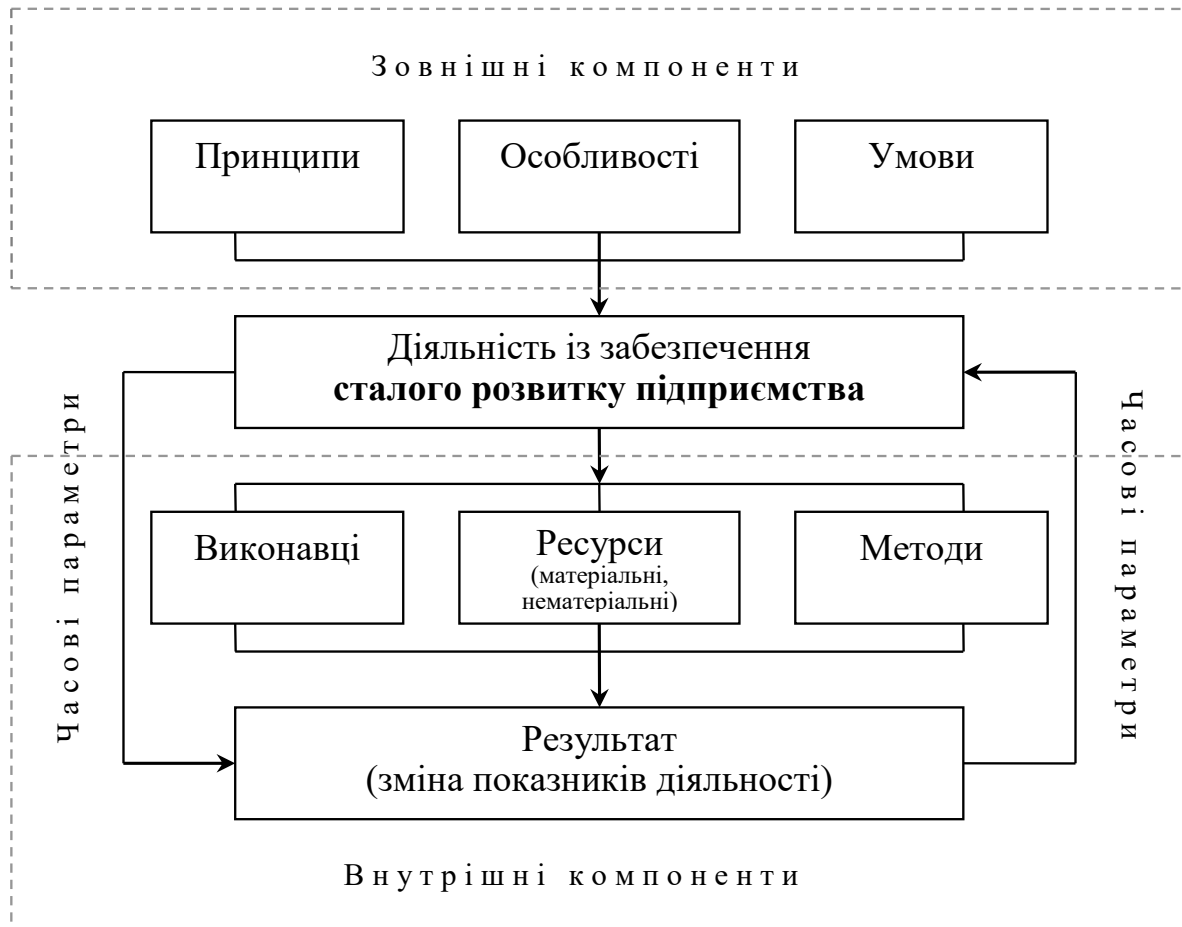 Зовнішні компоненти
Принципи
Особливості
Умови
Діяльність із забезпечення
сталого розвитку підприємства
Часові параметри
Часові параметри
Виконавці
Ресурси
(матеріальні,
нематеріальні)
Методи
Результат
(зміна показників діяльності)
Внутрішні компоненти